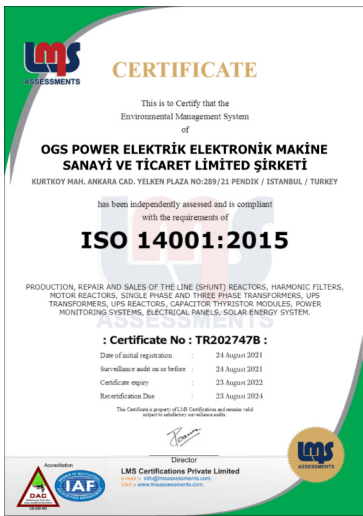 LMS
ASSESSMENTS
CERTIFICATE
This is to Certify that the
Environmental Management System
of
OGS POWER ELEKTRİK ELEKTRONİK MAKİNE
SANAYİ VE TİCARET LİMİTED ŞİRKETİ
KURTKOY MAH. ANKARA CAD. YELKEN PLAZA NO:289/21 PENDIK / ISTANBUL / TURKEY
has been independently assessed and is compliant
with the requirements of
ISO 14001:2015
PRODUCTION, REPAIR AND SALES OF THE LINE (SHUNT) REACTORS, HARMONIC FILTERS,
MOTOR REACTORS, SINGLE PHASE AND THREE PHASE TRANSFORMERS, UPS
TRANSFORMERS, UPS REACTORS, CAPACITOR THYRISTOR MODULES, POWER
MONITORING SYSTEMS, ELECTRICAL PANELS, SOLAR ENERGY SYSTEM.
ASSESSMENTS
: Certificate No : TR202747B :
Date of initial registration : 24 August 2021
Surveillance audit on or before : 24 August 2021
Certificate expiry : 23 August 2022
Recertification Due : 23 August 2024
This Certificate is property of LMS Certifications and remains valid
subject to satisfactory surveillance audits.
Director
LMS Certifications Private Limited
e-mail :- info@lmsassessments.com,
Visit :- www.lmsassessments.com,
Accreditation
DAC
IAF
LMS
ASSESSMENTS